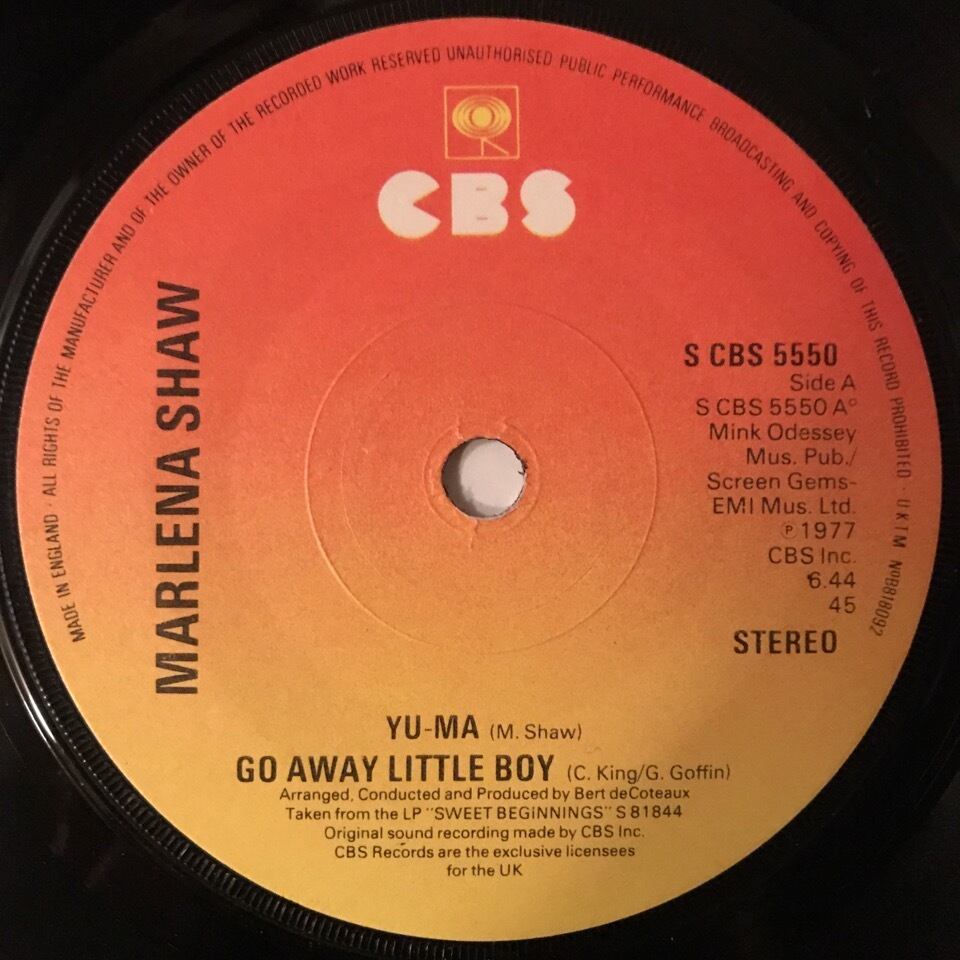 MADE IN ENGLAND · ALL RIGHTS OF THE MANUFACTURER AND OF THE OWNER OF THE RECORDED WORK RESERVED UNAUTHORISED PUBLIC PERFORMANCE BROADCASTING AND COPYING OF THIS RECORD PROHIBITED · UKTM No8818092
CBS
MARLENA SHAW
S CBS 5550
Side A
S CBS 5550 A°
Mink Odessey
Mus. Pub./
Screen Gems-
EMI Mus. Ltd.
℗ 1977
CBS Inc.
6.44
45
STEREO
YU-MA (M. Shaw)
GO AWAY LITTLE BOY (C. King/G. Goffin)
Arranged, Conducted and Produced by Bert deCoteaux
Taken from the LP "SWEET BEGINNINGS" S 81844
Original sound recording made by CBS Inc.
CBS Records are the exclusive licensees
for the UK